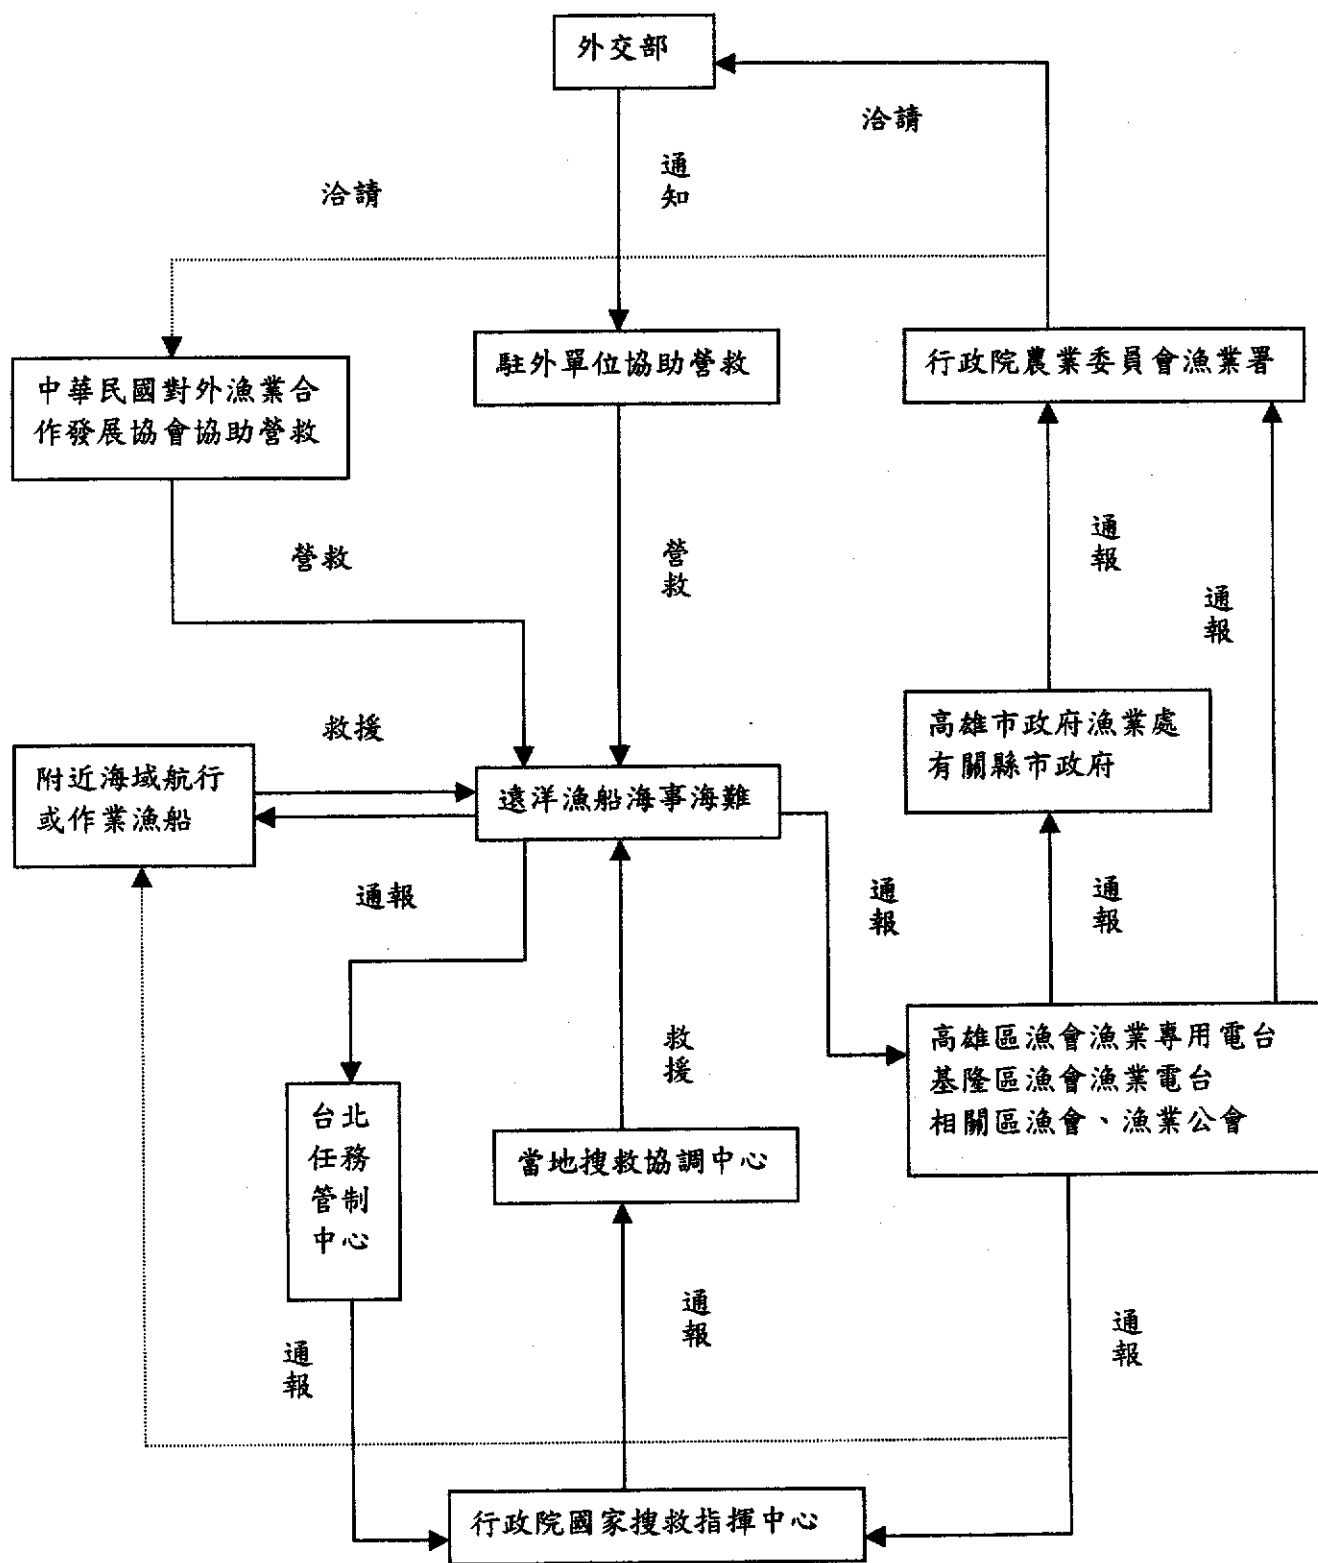 外交部
洽請
通知
洽請
駐外單位協助營救
行政院農業委員會漁業署
中華民國對外漁業合
作發展協會協助營救
通報
營救
營救
通報
高雄市政府漁業處
有關縣市政府
救援
附近海域航行
或作業漁船
遠洋漁船海事海難
通報
通報
通報
高雄區漁會漁業專用電台
基隆區漁會漁業電台
相關區漁會、漁業公會
救援
台北
任務
管制
中心
當地搜救協調中心
通報
通報
通報
行政院國家搜救指揮中心